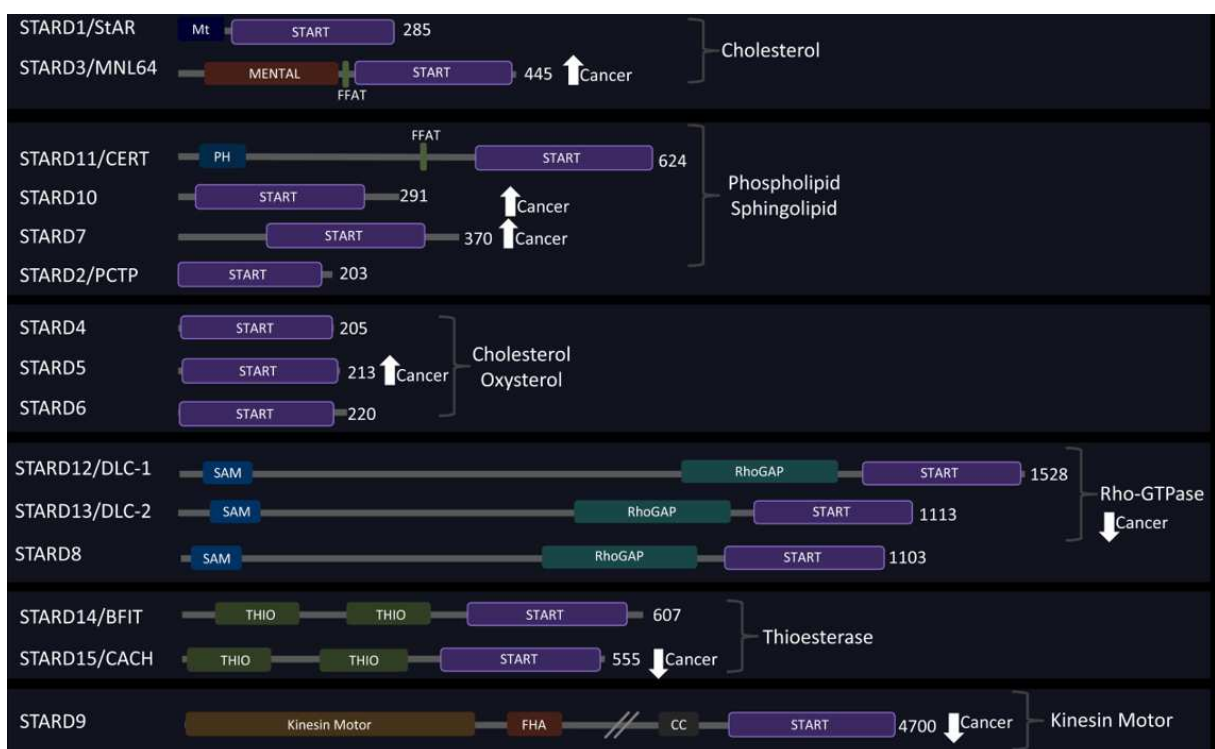 STARD1/StAR Mt START 285
STARD3/MNL64 MENTAL START 445 Cancer
FFAT
Cholesterol
FFAT
STARD11/CERT PH START 624
STARD10 START 291 Cancer
STARD7 START 370 Cancer
STARD2/PCTP START 203
Phospholipid
Sphingolipid
STARD4 START 205
STARD5 START 213 Cancer
STARD6 START 220
Cholesterol
Oxysterol
STARD12/DLC-1 SAM RhoGAP START 1528
STARD13/DLC-2 SAM RhoGAP START 1113
STARD8 SAM RhoGAP START 1103
Rho-GTPase
Cancer
STARD14/BFIT THIO THIO START 607
STARD15/CACH THIO THIO START 555 Cancer
Thioesterase
STARD9 Kinesin Motor FHA CC START 4700 Cancer Kinesin Motor